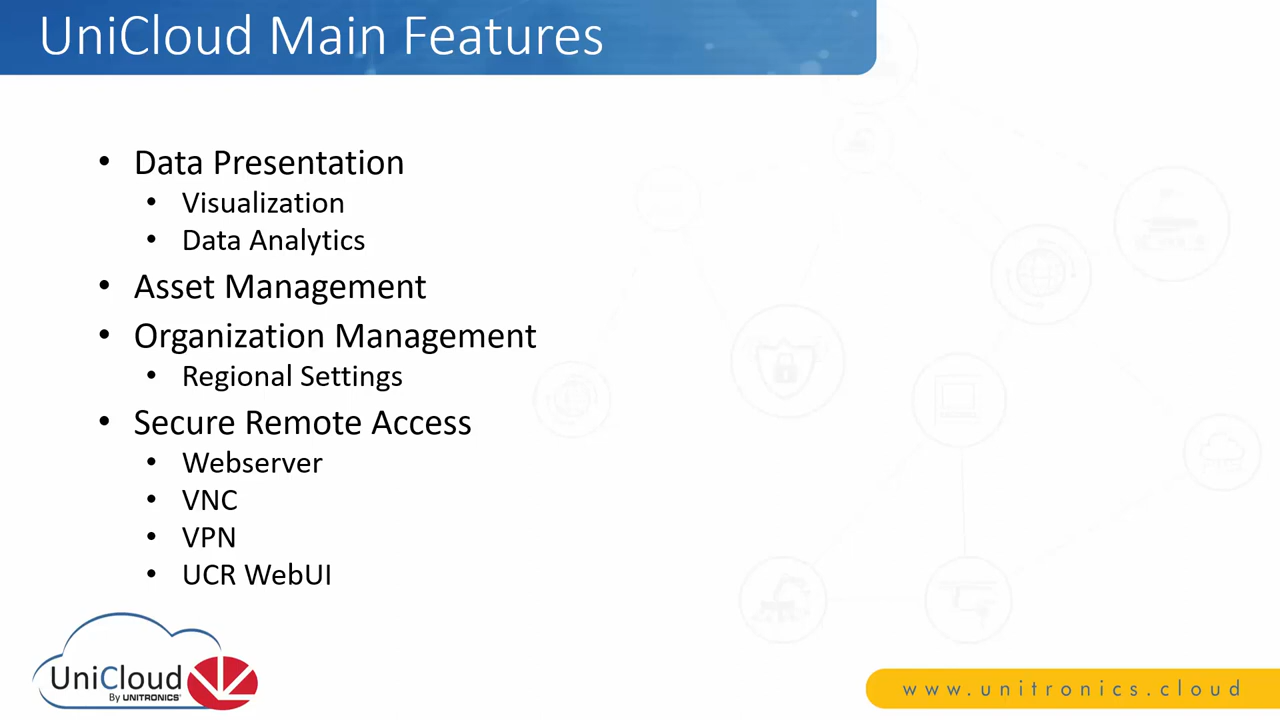 UniCloud Main Features
• Data Presentation
• Visualization
• Data Analytics
• Asset Management
• Organization Management
• Regional Settings
• Secure Remote Access
• Webserver
• VNC
• VPN
• UCR WebUI
UniCloud
By UNITRONICS
www.unitronics.cloud